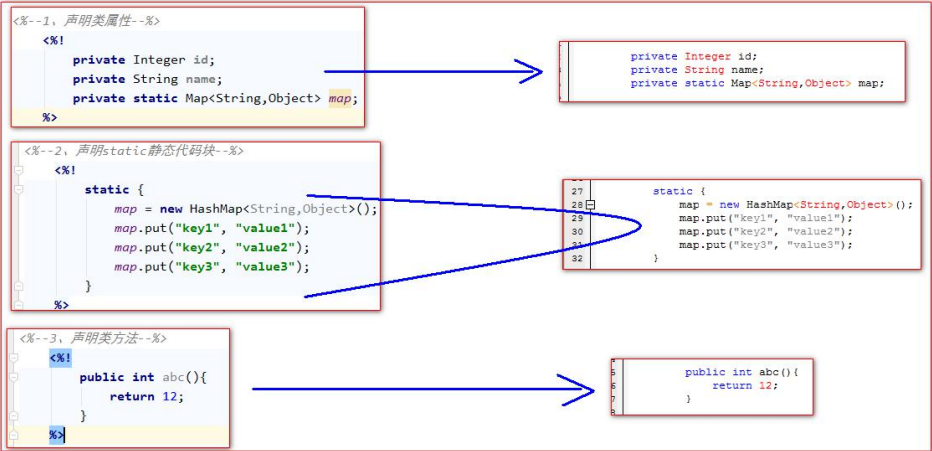 <%--1、声明类属性--%>
<%!
private Integer id;
private String name;
private static Map<String,Object> map;
%>
private Integer id;
private String name;
private static Map<String,Object> map;
<%--2、声明static静态代码块--%>
<%!
static {
map = new HashMap<String,Object>();
map.put("key1", "value1");
map.put("key2", "value2");
map.put("key3", "value3");
}
%>
27 static {
28 map = new HashMap<String,Object>();
29 map.put("key1", "value1");
30 map.put("key2", "value2");
31 map.put("key3", "value3");
32 }
<%--3、声明类方法--%>
<%!
public int abc(){
return 12;
}
%>
public int abc(){
return 12;
}